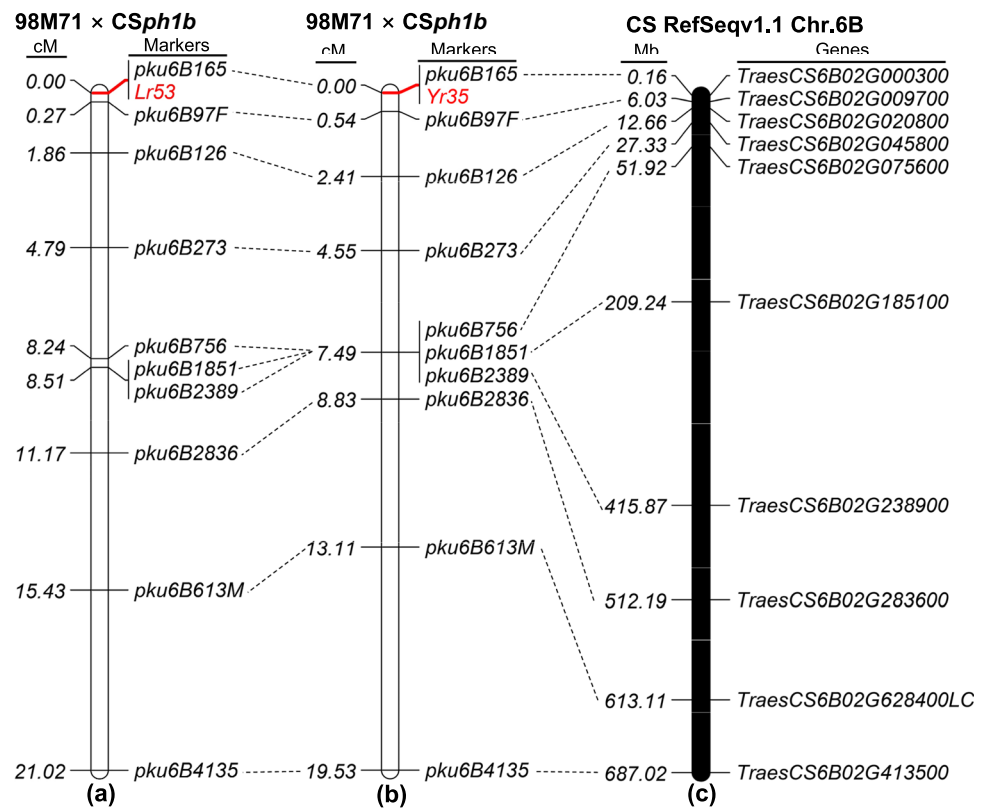 98M71 × CSph1b
cM Markers
0.00 pku6B165
Lr53
0.27 pku6B97F
1.86 pku6B126
4.79 pku6B273
8.24 pku6B756
8.51 pku6B1851
pku6B2389
11.17 pku6B2836
15.43 pku6B613M
21.02 pku6B4135
(a)
98M71 × CSph1b
cM Markers
0.00 pku6B165
Yr35
0.54 pku6B97F
2.41 pku6B126
4.55 pku6B273
pku6B756
7.49 pku6B1851
pku6B2389
8.83 pku6B2836
13.11 pku6B613M
19.53 pku6B4135
(b)
CS RefSeqv1.1 Chr.6B
Mb Genes
0.16 TraesCS6B02G000300
6.03 TraesCS6B02G009700
12.66 TraesCS6B02G020800
27.33 TraesCS6B02G045800
51.92 TraesCS6B02G075600
209.24 TraesCS6B02G185100
415.87 TraesCS6B02G238900
512.19 TraesCS6B02G283600
613.11 TraesCS6B02G628400LC
687.02 TraesCS6B02G413500
(c)